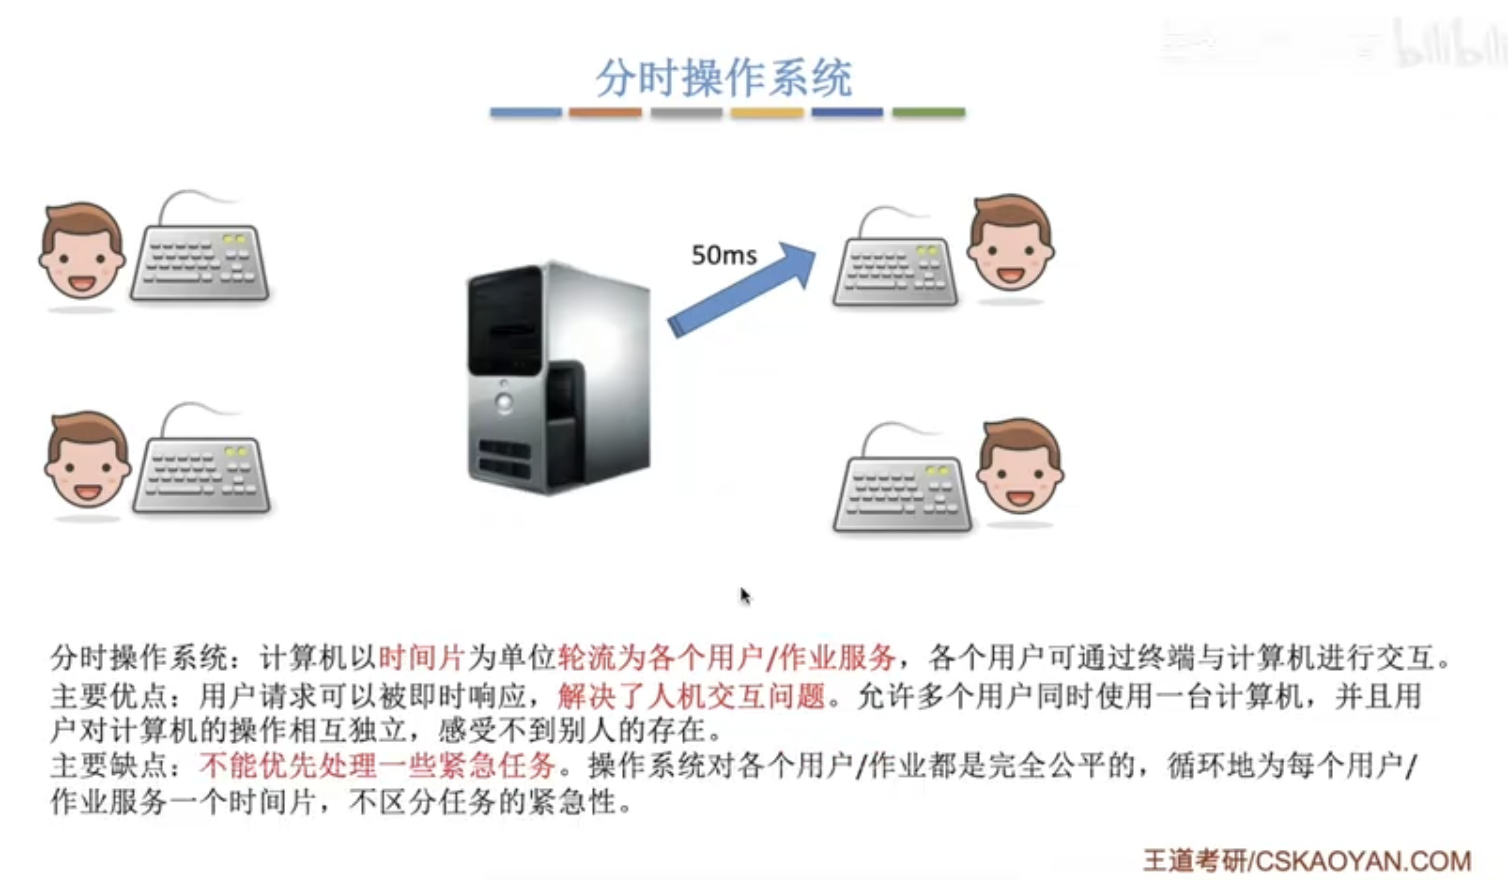 分时操作系统
bilibili
50ms
分时操作系统：计算机以时间片为单位轮流为各个用户/作业服务，各个用户可通过终端与计算机进行交互。
主要优点：用户请求可以被即时响应，解决了人机交互问题。允许多个用户同时使用一台计算机，并且用
户对计算机的操作相互独立，感受不到别人的存在。
主要缺点：不能优先处理一些紧急任务。操作系统对各个用户/作业都是完全公平的，循环地为每个用户/
作业服务一个时间片，不区分任务的紧急性。
王道考研/CSKAOYAN.COM